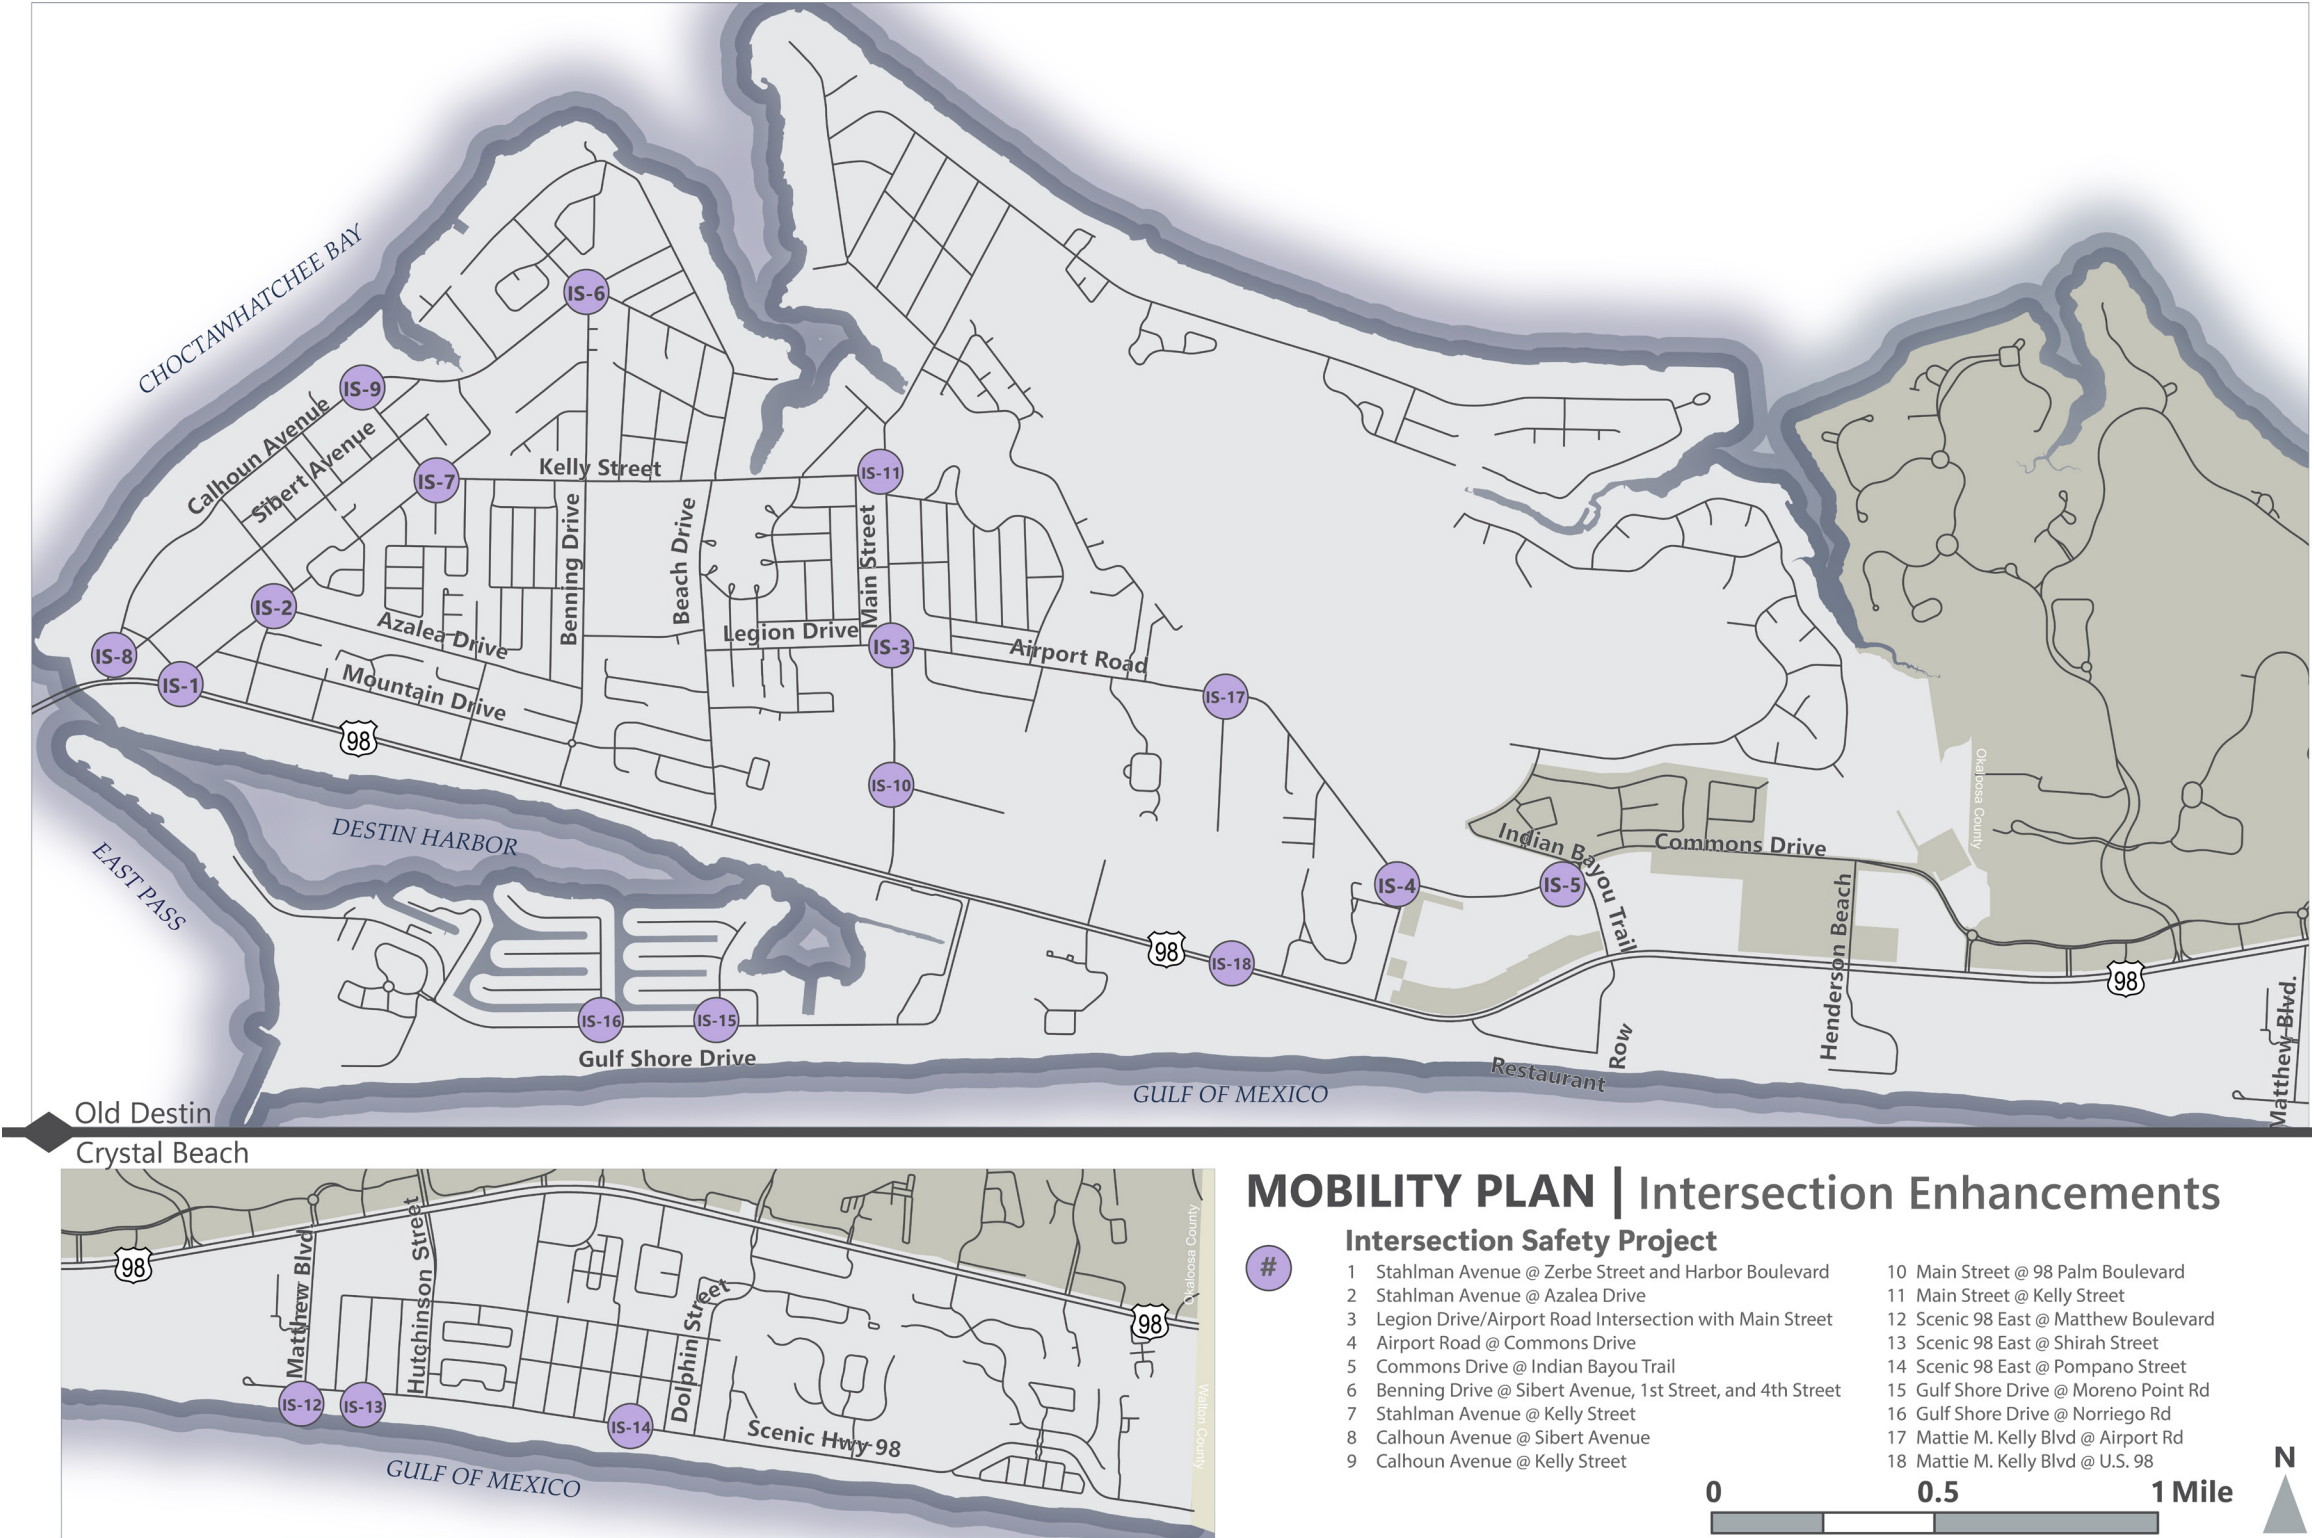 CHOCTAWHATCHEE BAY
IS-6
IS-9
Calhoun Avenue
Sibert Avenue
IS-7
Kelly Street
IS-11
Benning Drive
Beach Drive
Main Street
IS-2
Azalea Drive
Legion Drive
IS-3
Airport Road
IS-8
IS-1
Mountain Drive
IS-17
98
IS-10
Okaloosa County
DESTIN HARBOR
EAST PASS
Indian Bayou Trail
Commons Drive
IS-4
IS-5
Henderson Beach
98
IS-18
98
IS-16
IS-15
Gulf Shore Drive
Restaurant Row
Matthew Blvd.
GULF OF MEXICO
Old Destin
Crystal Beach
98
Matthew Blvd
Hutchinson Street
Dolphin Street
Okaloosa County
98
Walton County
IS-12
IS-13
IS-14
Scenic Hwy 98
GULF OF MEXICO
MOBILITY PLAN | Intersection Enhancements
Intersection Safety Project
#
1 Stahlman Avenue @ Zerbe Street and Harbor Boulevard
2 Stahlman Avenue @ Azalea Drive
3 Legion Drive/Airport Road Intersection with Main Street
4 Airport Road @ Commons Drive
5 Commons Drive @ Indian Bayou Trail
6 Benning Drive @ Sibert Avenue, 1st Street, and 4th Street
7 Stahlman Avenue @ Kelly Street
8 Calhoun Avenue @ Sibert Avenue
9 Calhoun Avenue @ Kelly Street
10 Main Street @ 98 Palm Boulevard
11 Main Street @ Kelly Street
12 Scenic 98 East @ Matthew Boulevard
13 Scenic 98 East @ Shirah Street
14 Scenic 98 East @ Pompano Street
15 Gulf Shore Drive @ Moreno Point Rd
16 Gulf Shore Drive @ Norriego Rd
17 Mattie M. Kelly Blvd @ Airport Rd
18 Mattie M. Kelly Blvd @ U.S. 98
N
0 0.5 1 Mile